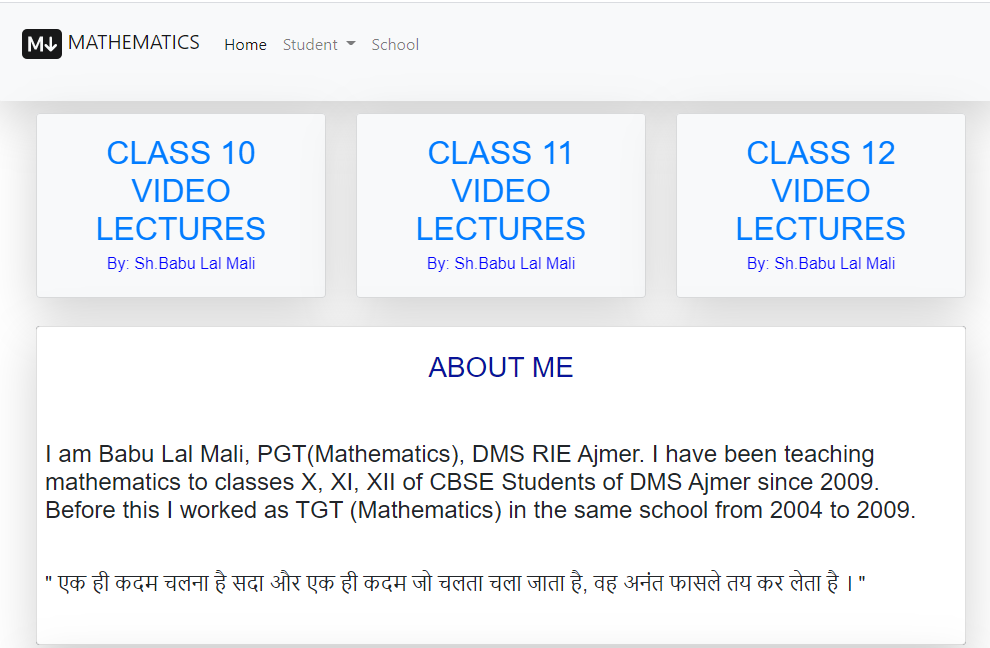 M↓ MATHEMATICS Home Student School
CLASS 10
VIDEO
LECTURES
By: Sh.Babu Lal Mali
CLASS 11
VIDEO
LECTURES
By: Sh.Babu Lal Mali
CLASS 12
VIDEO
LECTURES
By: Sh.Babu Lal Mali
ABOUT ME
I am Babu Lal Mali, PGT(Mathematics), DMS RIE Ajmer. I have been teaching
mathematics to classes X, XI, XII of CBSE Students of DMS Ajmer since 2009.
Before this I worked as TGT (Mathematics) in the same school from 2004 to 2009.
" एक ही कदम चलना है सदा और एक ही कदम जो चलता चला जाता है, वह अनंत फासले तय कर लेता है । "